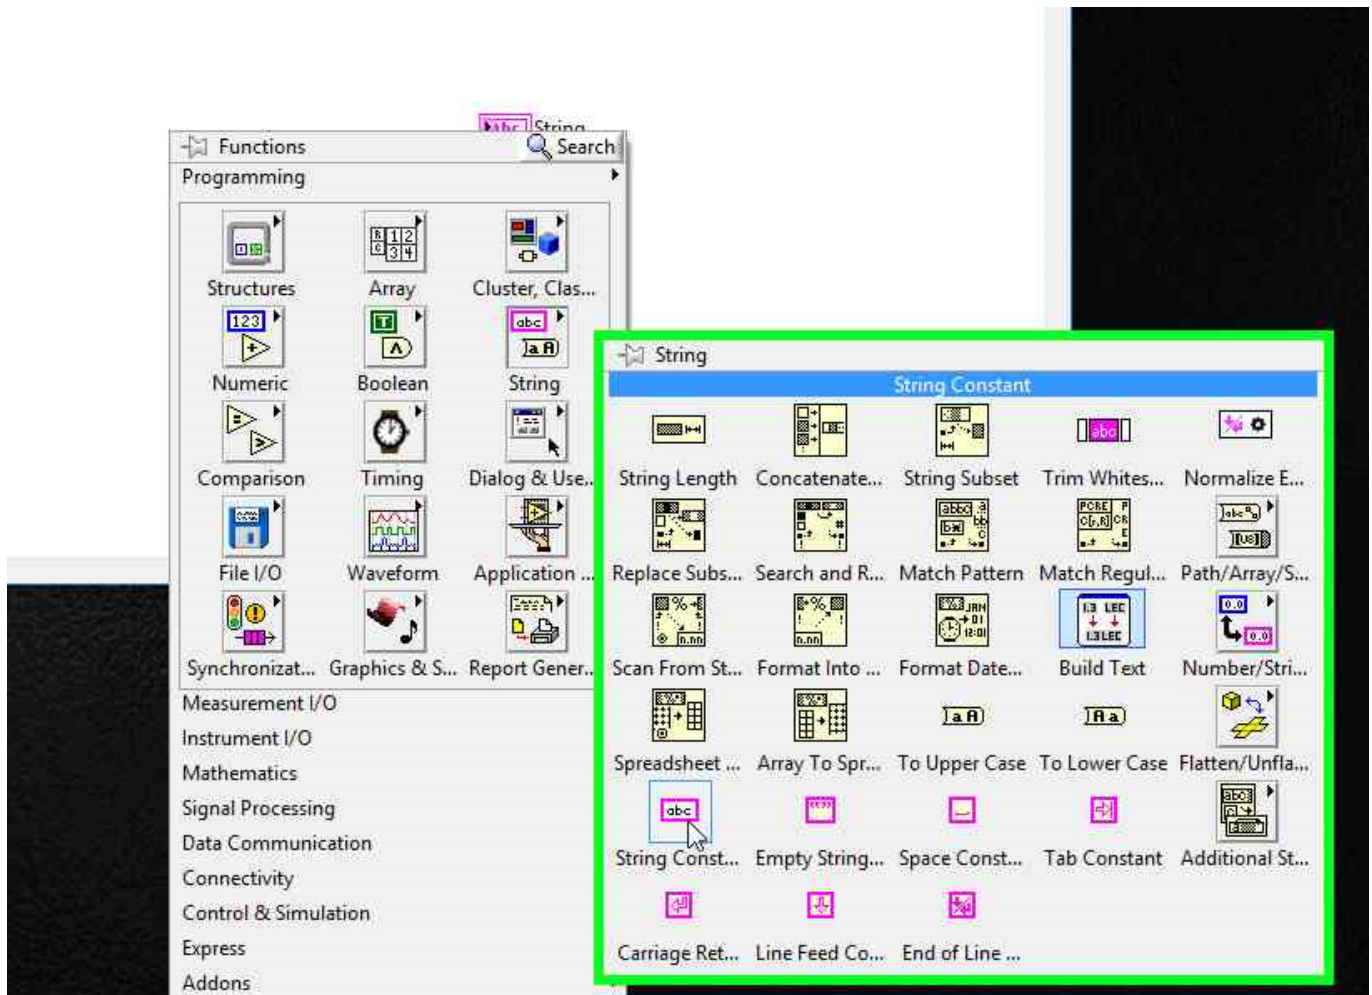 abc String
Functions Search
Programming
Structures Array Cluster, Clas...
Numeric Boolean String
Comparison Timing Dialog & Use...
File I/O Waveform Application ...
Synchronizat... Graphics & S... Report Gener...
Measurement I/O
Instrument I/O
Mathematics
Signal Processing
Data Communication
Connectivity
Control & Simulation
Express
Addons
String
String Constant
String Length Concatenate... String Subset Trim Whites... Normalize E...
Replace Subs... Search and R... Match Pattern Match Regul... Path/Array/S...
Scan From St... Format Into ... Format Date... Build Text Number/Stri...
Spreadsheet ... Array To Spr... To Upper Case To Lower Case Flatten/Unfla...
String Const... Empty String... Space Const... Tab Constant Additional St...
Carriage Ret... Line Feed Co... End of Line ...